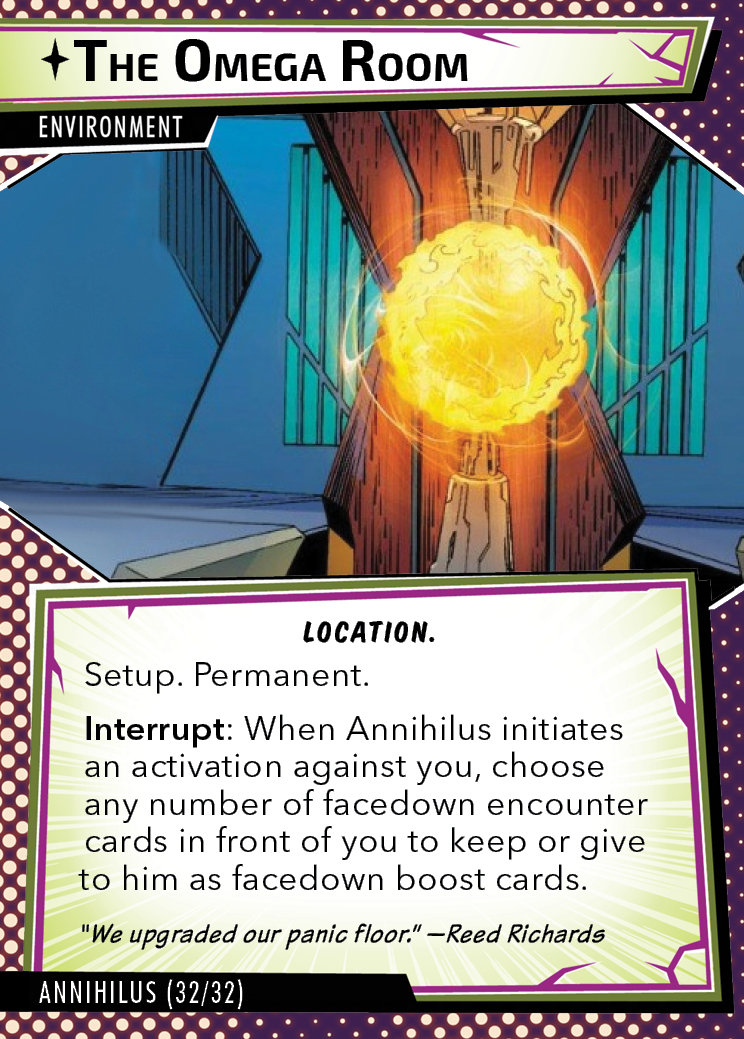 The Omega Room
ENVIRONMENT
LOCATION.
Setup. Permanent.
Interrupt: When Annihilus initiates
an activation against you, choose
any number of facedown encounter
cards in front of you to keep or give
to him as facedown boost cards.
"We upgraded our panic floor." —Reed Richards
ANNIHILUS (32/32)